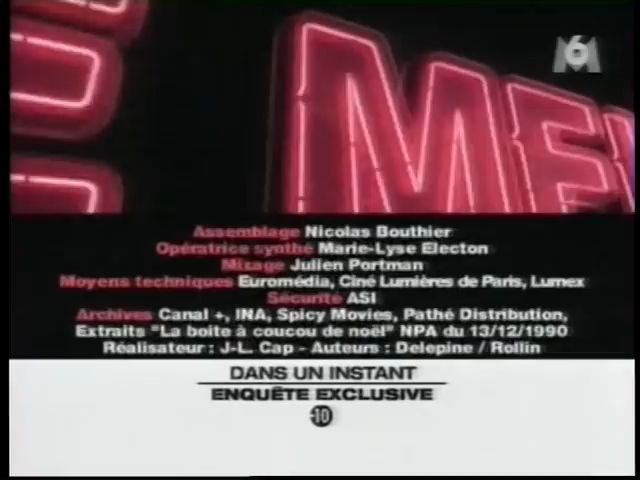 M6
ME
Assemblage Nicolas Bouthier
Opératrice synthé Marie-Lyse Electon
Mixage Julien Portman
Moyens techniques Euromédia, Ciné Lumières de Paris, Lumex
Sécurité ASI
Archives Canal +, INA, Spicy Movies, Pathé Distribution,
Extraits "La boite à coucou de noël" NPA du 13/12/1990
Réalisateur : J-L. Cap - Auteurs : Delepine / Rollin
DANS UN INSTANT
ENQUÊTE EXCLUSIVE
-10